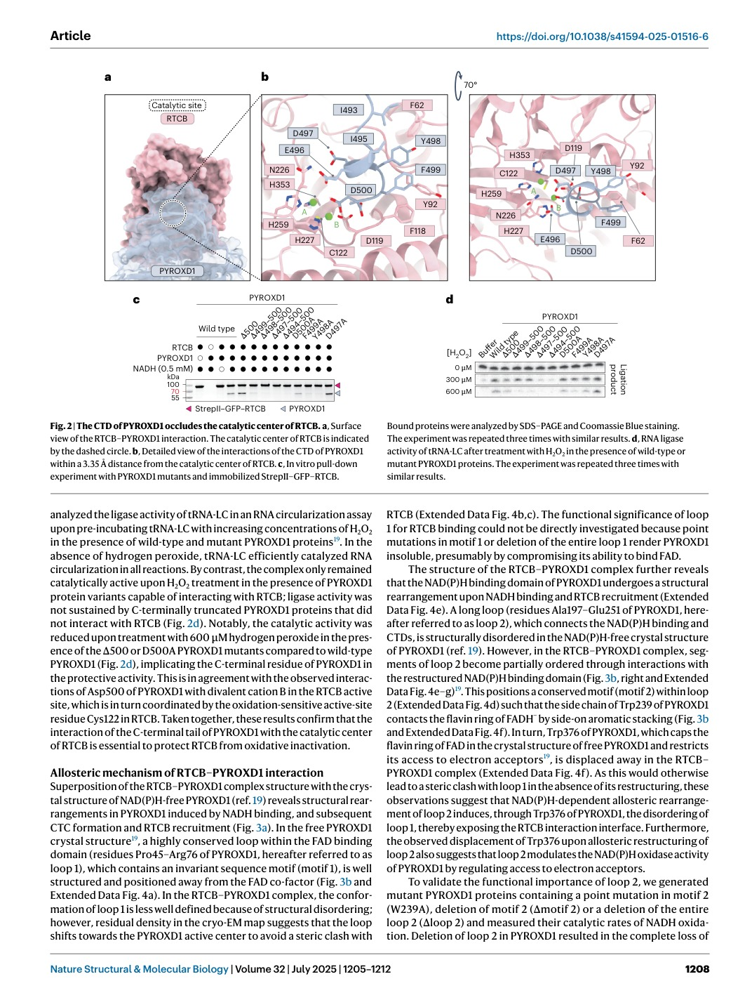 Article
https://doi.org/10.1038/s41594-025-01516-6
a
Catalytic site
RTCB
PYROXD1
b
70°
I493
F62
D497
I495
Y498
E496
N226
F499
H353
D500
A
Y92
B
H259
F118
H227
D119
C122
D119
H353
Y92
C122
D497
Y498
A
H259
B
N226
F499
H227
E496
F62
D500
c
PYROXD1
Wild type
Δ500
Δ499–500
Δ498–500
Δ497–500
Δ494–500
D500A
F499A
Y498A
D497A
RTCB
PYROXD1
NADH (0.5 mM)
kDa
100
70
55
StrepII–GFP–RTCB
PYROXD1
d
PYROXD1
[H₂O₂]
Buffer
Wild type
Δ500
Δ499–500
Δ498–500
Δ497–500
Δ494–500
D500A
F499A
Y498A
D497A
0 µM
300 µM
600 µM
Ligation
product
Fig. 2 | The CTD of PYROXD1 occludes the catalytic center of RTCB. a, Surface
view of the RTCB–PYROXD1 interaction. The catalytic center of RTCB is indicated
by the dashed circle. b, Detailed view of the interactions of the CTD of PYROXD1
within a 3.35 Å distance from the catalytic center of RTCB. c, In vitro pull-down
experiment with PYROXD1 mutants and immobilized StrepII–GFP–RTCB.
Bound proteins were analyzed by SDS–PAGE and Coomassie Blue staining.
The experiment was repeated three times with similar results. d, RNA ligase
activity of tRNA-LC after treatment with H₂O₂ in the presence of wild-type or
mutant PYROXD1 proteins. The experiment was repeated three times with
similar results.
analyzed the ligase activity of tRNA-LC in an RNA circularization assay
upon pre-incubating tRNA-LC with increasing concentrations of H₂O₂
in the presence of wild-type and mutant PYROXD1 proteins¹⁹. In the
absence of hydrogen peroxide, tRNA-LC efficiently catalyzed RNA
circularization in all reactions. By contrast, the complex only remained
catalytically active upon H₂O₂ treatment in the presence of PYROXD1
protein variants capable of interacting with RTCB; ligase activity was
not sustained by C-terminally truncated PYROXD1 proteins that did
not interact with RTCB (Fig. 2d). Notably, the catalytic activity was
reduced upon treatment with 600 µM hydrogen peroxide in the pres-
ence of the Δ500 or D500A PYROXD1 mutants compared to wild-type
PYROXD1 (Fig. 2d), implicating the C-terminal residue of PYROXD1 in
the protective activity. This is in agreement with the observed interac-
tions of Asp500 of PYROXD1 with divalent cation B in the RTCB active
site, which is in turn coordinated by the oxidation-sensitive active-site
residue Cys122 in RTCB. Taken together, these results confirm that the
interaction of the C-terminal tail of PYROXD1 with the catalytic center
of RTCB is essential to protect RTCB from oxidative inactivation.
Allosteric mechanism of RTCB–PYROXD1 interaction
Superposition of the RTCB–PYROXD1 complex structure with the crys-
tal structure of NAD(P)H-free PYROXD1 (ref. 19) reveals structural rear-
rangements in PYROXD1 induced by NADH binding, and subsequent
CTC formation and RTCB recruitment (Fig. 3a). In the free PYROXD1
crystal structure¹⁹, a highly conserved loop within the FAD binding
domain (residues Pro45–Arg76 of PYROXD1, hereafter referred to as
loop 1), which contains an invariant sequence motif (motif 1), is well
structured and positioned away from the FAD co-factor (Fig. 3b and
Extended Data Fig. 4a). In the RTCB–PYROXD1 complex, the confor-
mation of loop 1 is less well defined because of structural disordering;
however, residual density in the cryo-EM map suggests that the loop
shifts towards the PYROXD1 active center to avoid a steric clash with
RTCB (Extended Data Fig. 4b,c). The functional significance of loop
1 for RTCB binding could not be directly investigated because point
mutations in motif 1 or deletion of the entire loop 1 render PYROXD1
insoluble, presumably by compromising its ability to bind FAD.
The structure of the RTCB–PYROXD1 complex further reveals
that the NAD(P)H binding domain of PYROXD1 undergoes a structural
rearrangement upon NADH binding and RTCB recruitment (Extended
Data Fig. 4e). A long loop (residues Ala197–Glu251 of PYROXD1, here-
after referred to as loop 2), which connects the NAD(P)H binding and
CTDs, is structurally disordered in the NAD(P)H-free crystal structure
of PYROXD1 (ref. 19). However, in the RTCB–PYROXD1 complex, seg-
ments of loop 2 become partially ordered through interactions with
the restructured NAD(P)H binding domain (Fig. 3b, right and Extended
Data Fig. 4e–g)¹⁹. This positions a conserved motif (motif 2) within loop
2 (Extended Data Fig. 4d) such that the side chain of Trp239 of PYROXD1
contacts the flavin ring of FADH⁻ by side-on aromatic stacking (Fig. 3b
and Extended Data Fig. 4f). In turn, Trp376 of PYROXD1, which caps the
flavin ring of FAD in the crystal structure of free PYROXD1 and restricts
its access to electron acceptors¹⁹, is displaced away in the RTCB–
PYROXD1 complex (Extended Data Fig. 4f). As this would otherwise
lead to a steric clash with loop 1 in the absence of its restructuring, these
observations suggest that NAD(P)H-dependent allosteric rearrange-
ment of loop 2 induces, through Trp376 of PYROXD1, the disordering of
loop 1, thereby exposing the RTCB interaction interface. Furthermore,
the observed displacement of Trp376 upon allosteric restructuring of
loop 2 also suggests that loop 2 modulates the NAD(P)H oxidase activity
of PYROXD1 by regulating access to electron acceptors.
To validate the functional importance of loop 2, we generated
mutant PYROXD1 proteins containing a point mutation in motif 2
(W239A), deletion of motif 2 (Δmotif 2) or a deletion of the entire
loop 2 (Δloop 2) and measured their catalytic rates of NADH oxida-
tion. Deletion of loop 2 in PYROXD1 resulted in the complete loss of
Nature Structural & Molecular Biology | Volume 32 | July 2025 | 1205–1212
1208